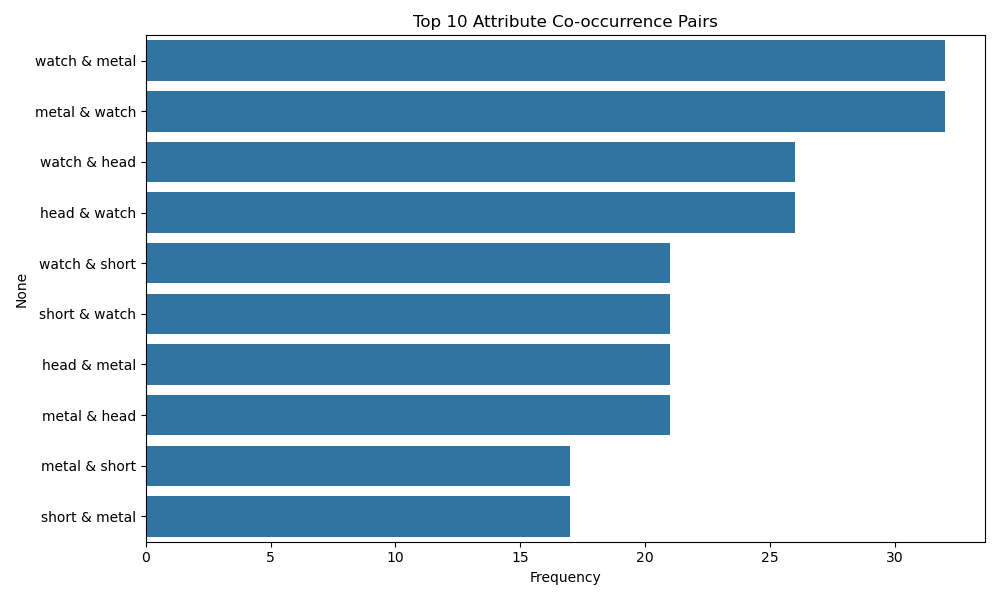 Top 10 Attribute Co-occurrence Pairs
watch & metal
metal & watch
watch & head
head & watch
watch & short
short & watch
head & metal
metal & head
metal & short
short & metal
None
0 5 10 15 20 25 30
Frequency